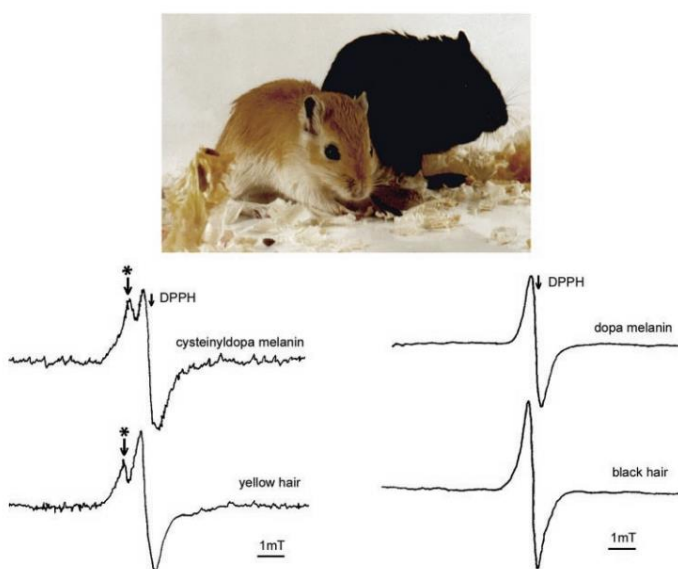 *
DPPH
cysteinyldopa melanin
*
yellow hair
1mT
DPPH
dopa melanin
black hair
1mT